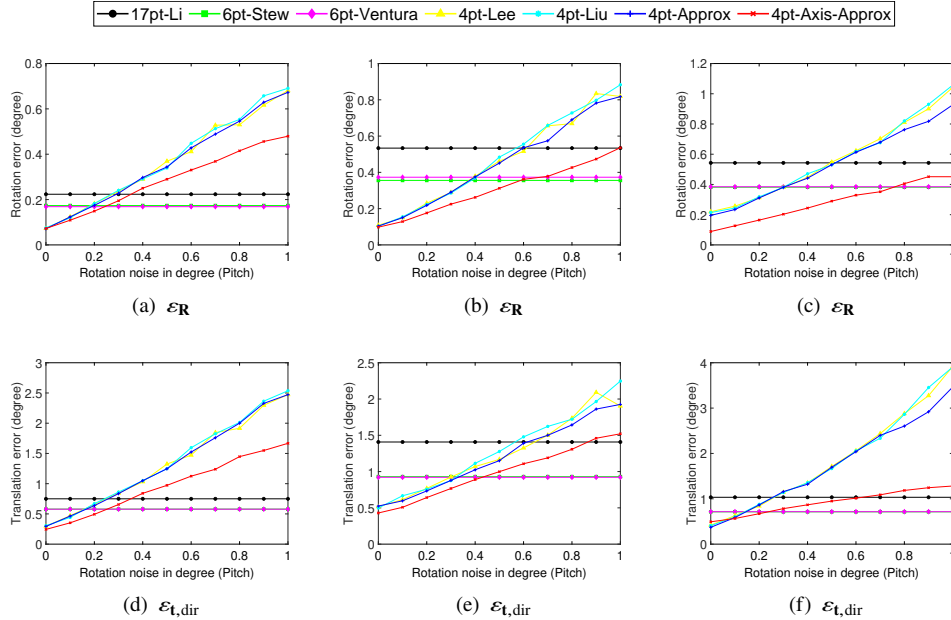 17pt-Li 6pt-Stew 6pt-Ventura 4pt-Lee 4pt-Liu 4pt-Approx 4pt-Axis-Approx
Rotation error (degree)
0.8
0.6
0.4
0.2
0
0 0.2 0.4 0.6 0.8 1
Rotation noise in degree (Pitch)
(a) εR
Rotation error (degree)
1
0.8
0.6
0.4
0.2
0
0 0.2 0.4 0.6 0.8 1
Rotation noise in degree (Pitch)
(b) εR
Rotation error (degree)
1.2
1
0.8
0.6
0.4
0.2
0
0 0.2 0.4 0.6 0.8 1
Rotation noise in degree (Pitch)
(c) εR
Translation error (degree)
3
2.5
2
1.5
1
0.5
0
0 0.2 0.4 0.6 0.8 1
Rotation noise in degree (Pitch)
(d) εt,dir
Translation error (degree)
2.5
2
1.5
1
0.5
0
0 0.2 0.4 0.6 0.8 1
Rotation noise in degree (Pitch)
(e) εt,dir
Translation error (degree)
4
3
2
1
0
0 0.2 0.4 0.6 0.8 1
Rotation noise in degree (Pitch)
(f) εt,dir